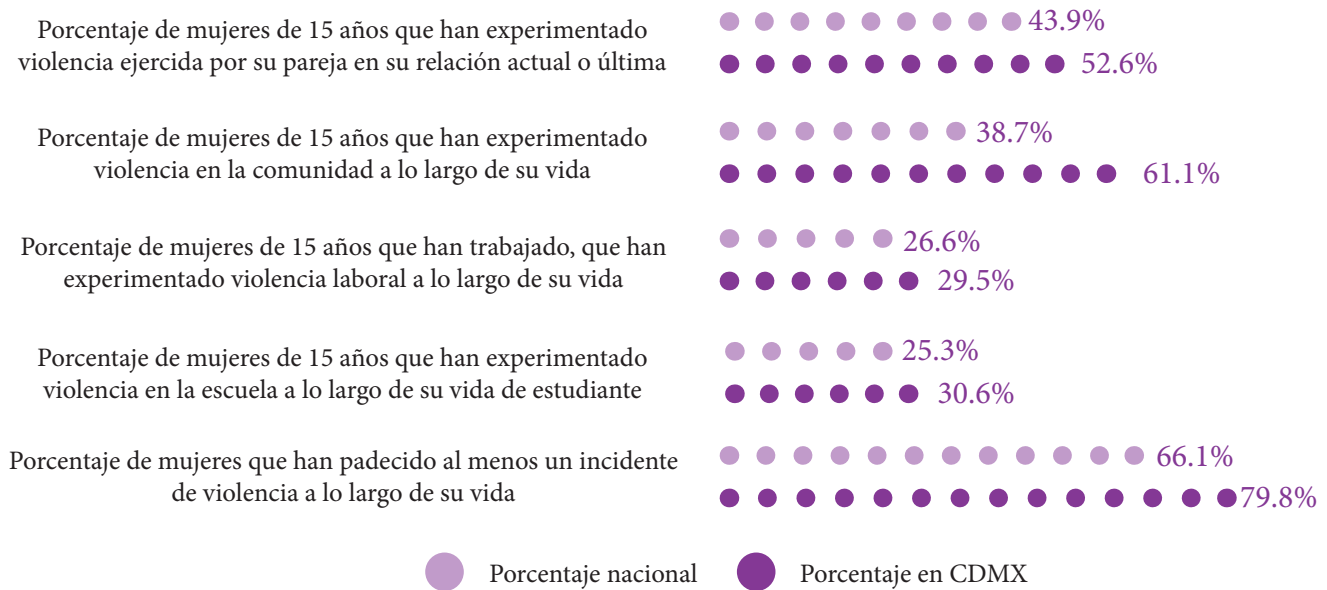 Porcentaje de mujeres de 15 años que han experimentado
violencia ejercida por su pareja en su relación actual o última
43.9%
52.6%
Porcentaje de mujeres de 15 años que han experimentado
violencia en la comunidad a lo largo de su vida
38.7%
61.1%
Porcentaje de mujeres de 15 años que han trabajado, que han
experimentado violencia laboral a lo largo de su vida
26.6%
29.5%
Porcentaje de mujeres de 15 años que han experimentado
violencia en la escuela a lo largo de su vida de estudiante
25.3%
30.6%
Porcentaje de mujeres que han padecido al menos un incidente
de violencia a lo largo de su vida
66.1%
79.8%
Porcentaje nacional
Porcentaje en CDMX